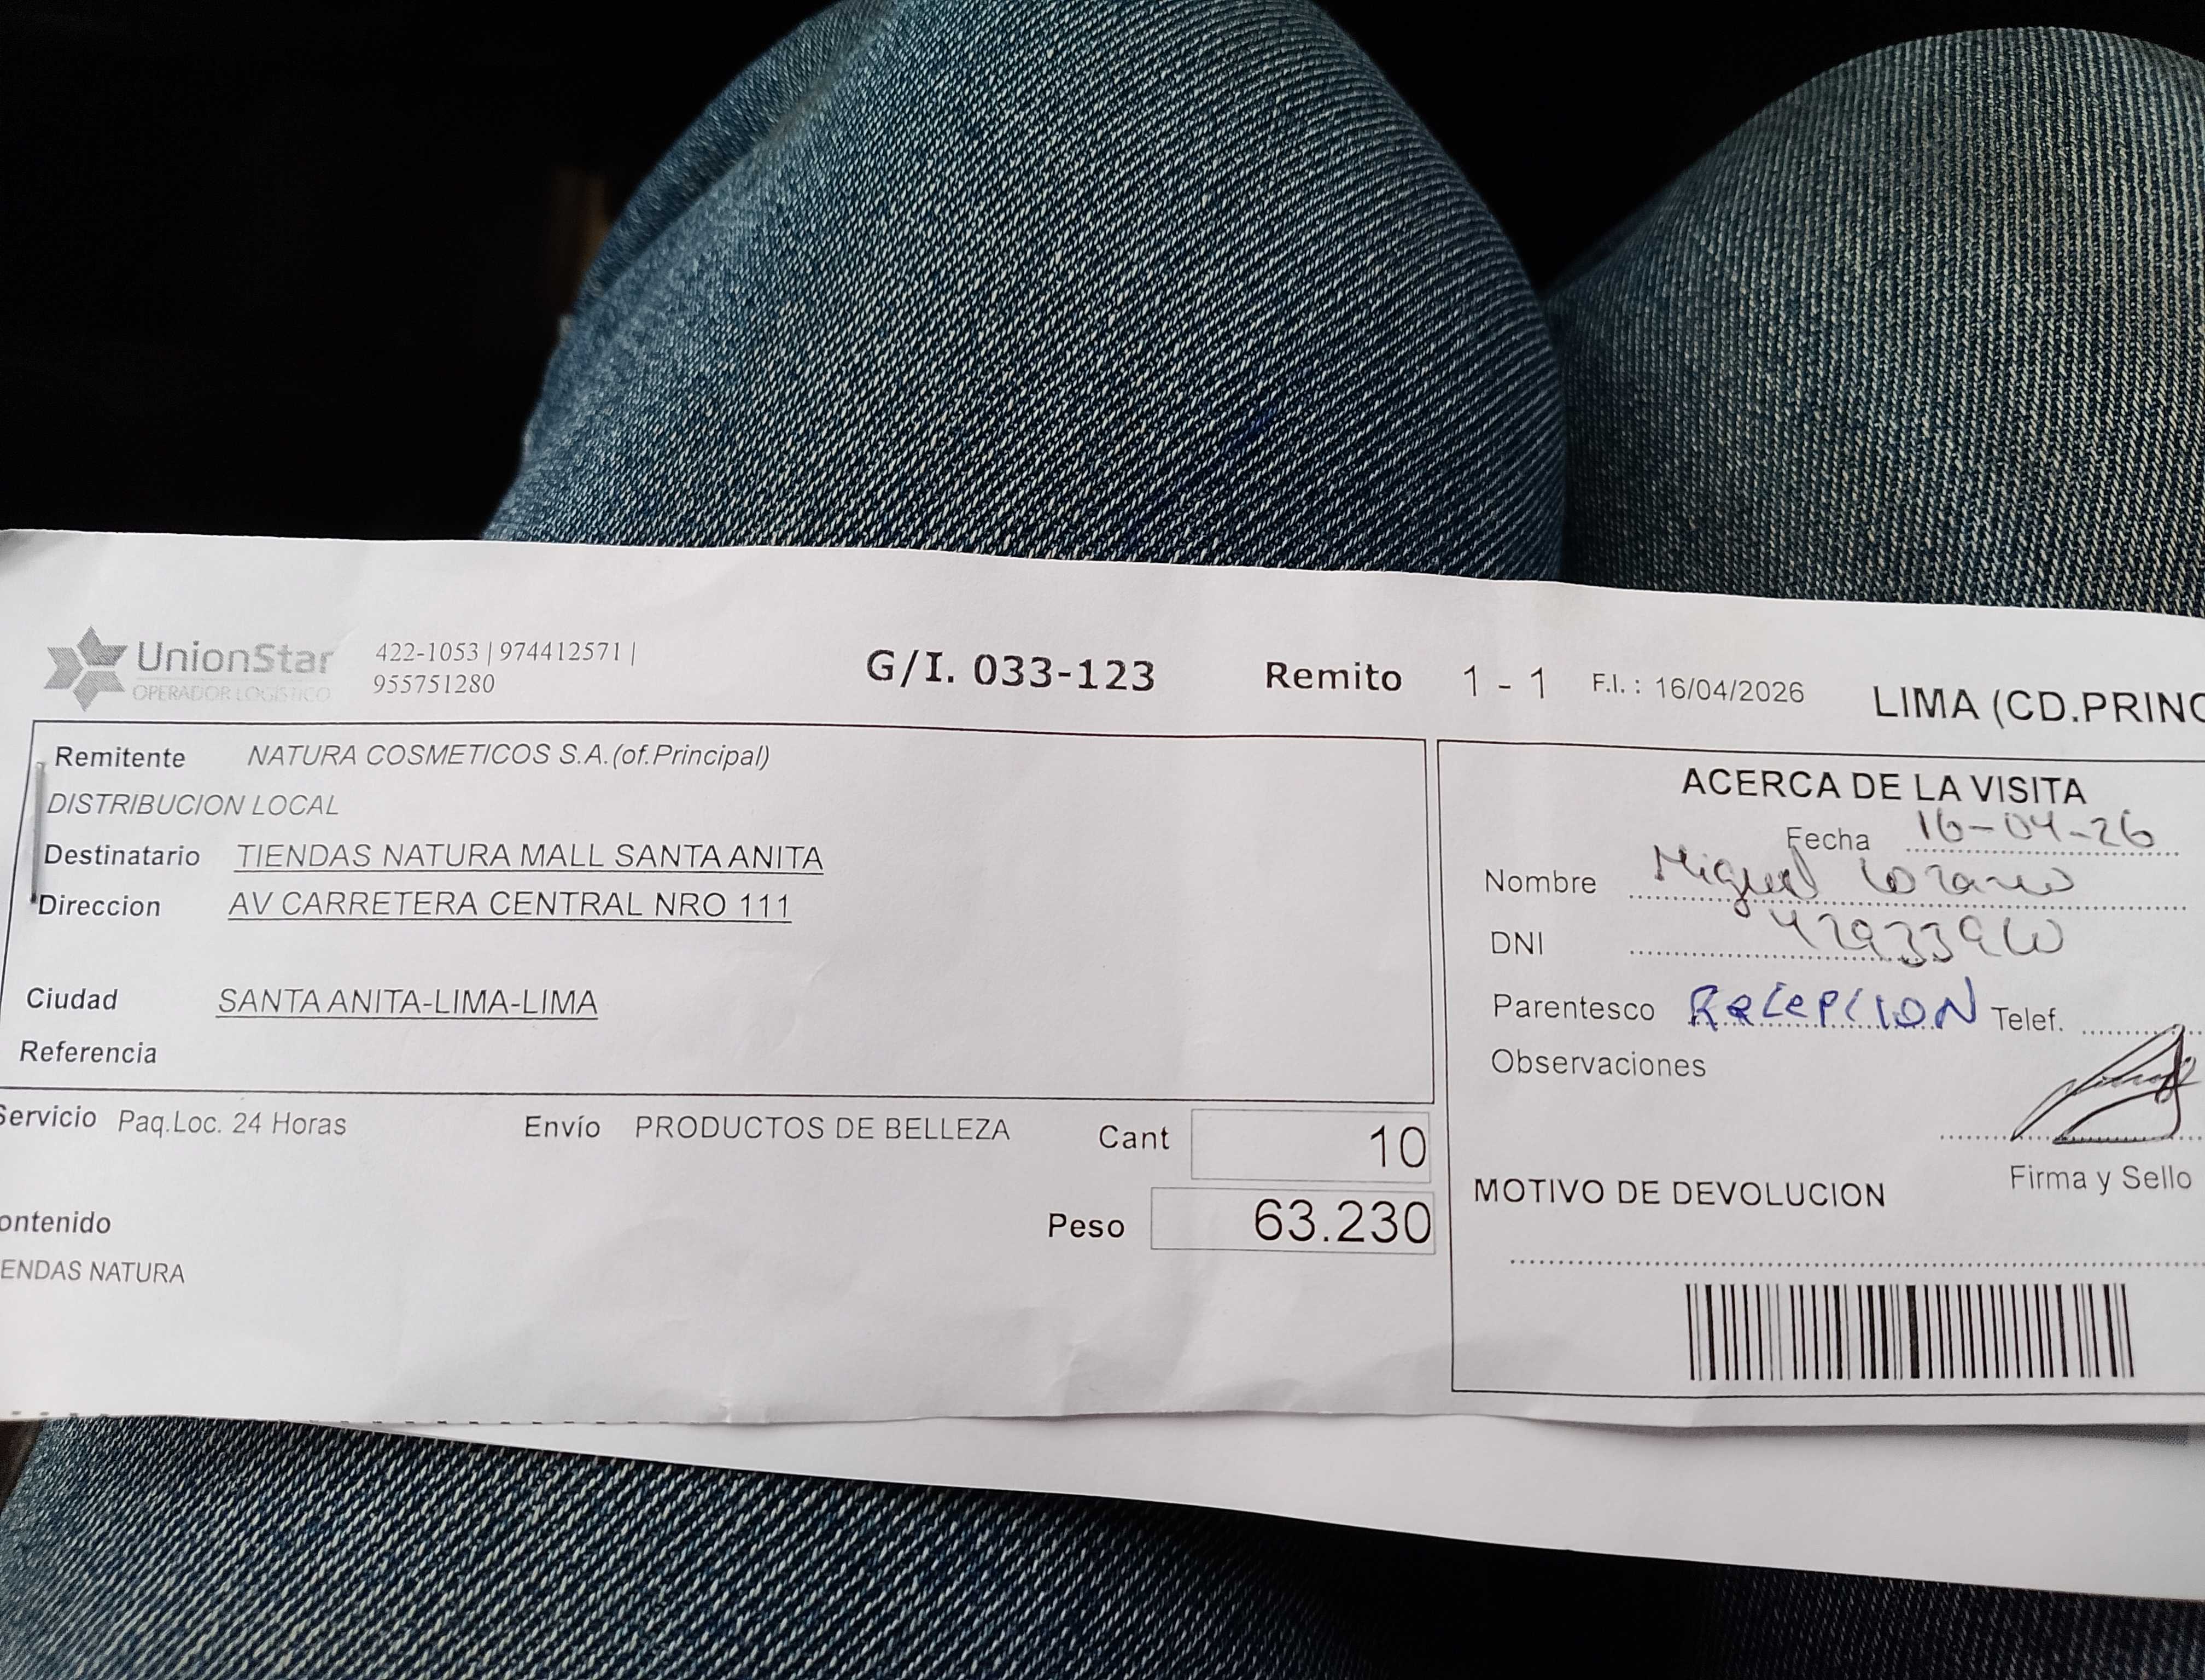 UnionStar
OPERADOR LOGÍSTICO
422-1053 | 974412571 |
955751280
G/I. 033-123 Remito 1 - 1 F.I. : 16/04/2026 LIMA (CD.PRINC
Remitente NATURA COSMETICOS S.A.(of.Principal)
DISTRIBUCION LOCAL
Destinatario TIENDAS NATURA MALL SANTA ANITA
Direccion AV CARRETERA CENTRAL NRO 111
Ciudad SANTA ANITA-LIMA-LIMA
Referencia
Servicio Paq.Loc. 24 Horas Envío PRODUCTOS DE BELLEZA Cant 10
Peso 63.230
ontenido
ENDAS NATURA
ACERCA DE LA VISITA
Fecha 16-04-26
Nombre Miguel
DNI
Parentesco RECEPCION Telef.
Observaciones
Firma y Sello
MOTIVO DE DEVOLUCION